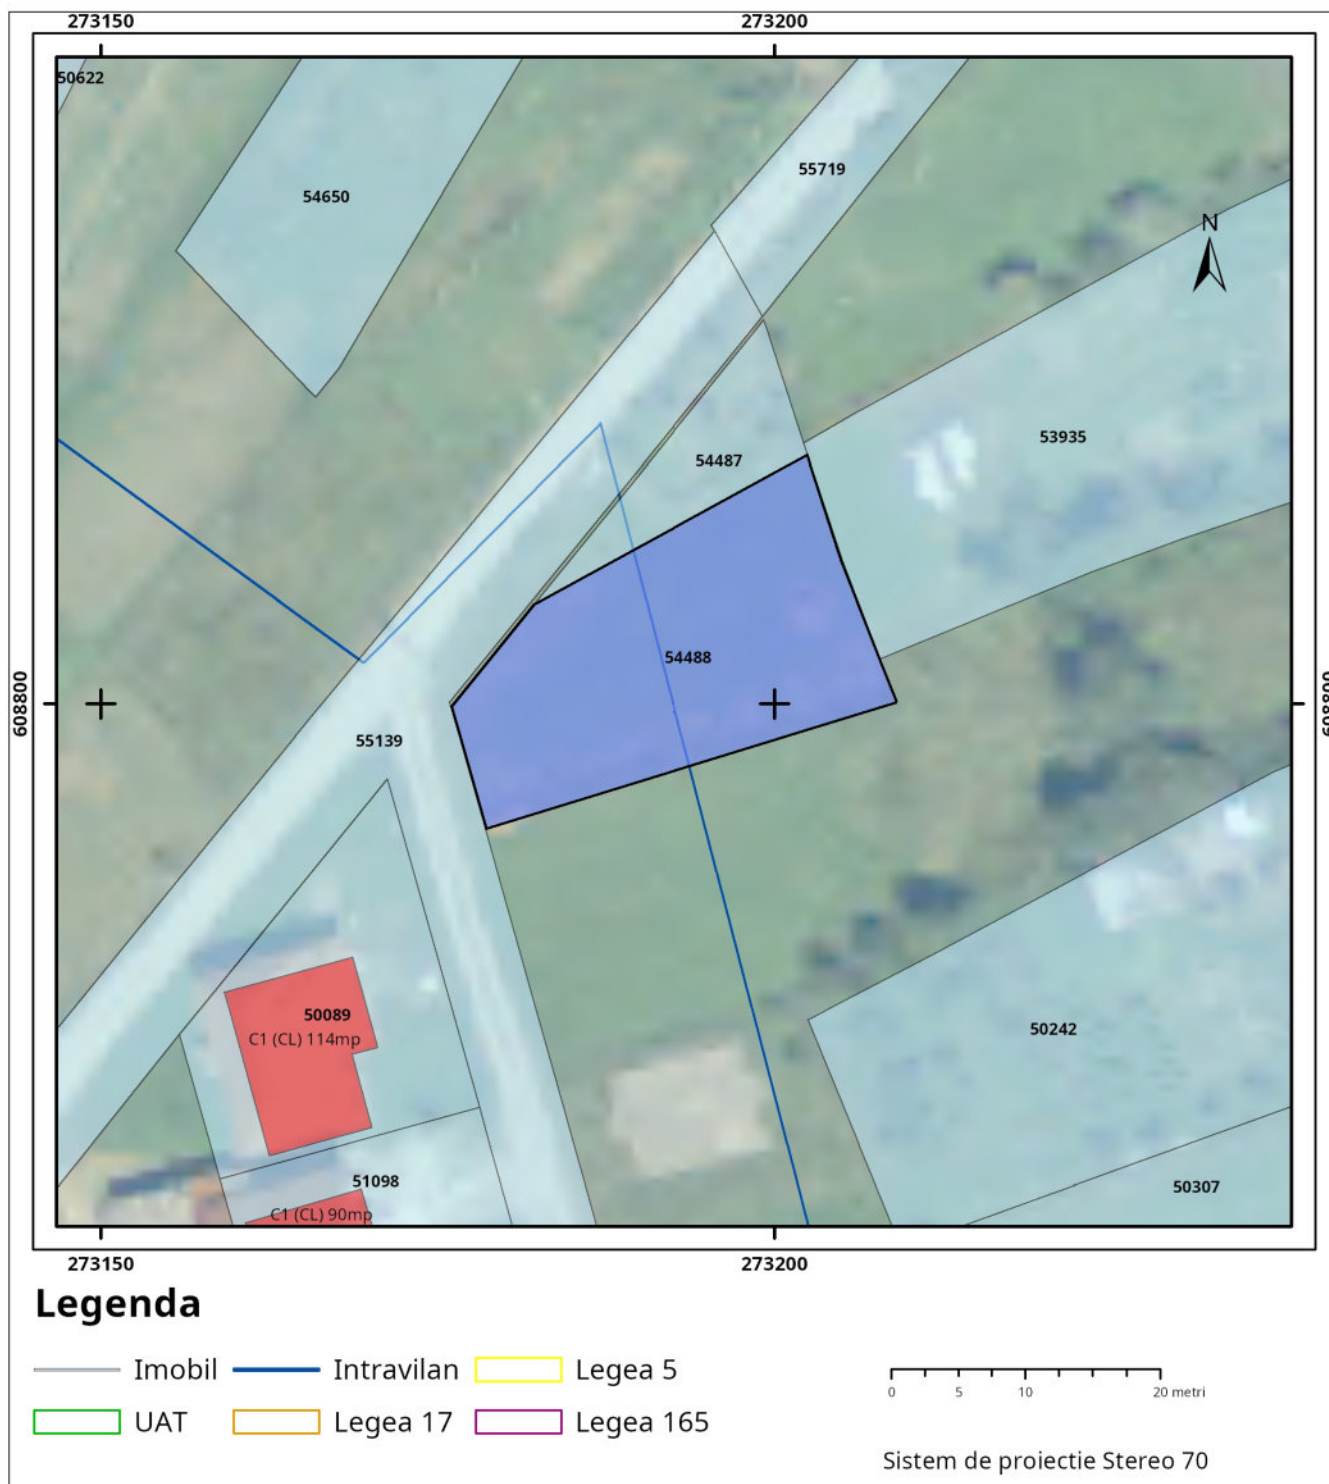 273150 273200
50622
55719
54650
N
53935
54487
54488
608800 608800
55139
50089
C1 (CL) 114mp
50242
51098
50307
C1 (CL) 90mp
273150 273200
Legenda
Imobil Intravilan Legea 5
UAT Legea 17 Legea 165
0 5 10 20 metri
Sistem de proiectie Stereo 70